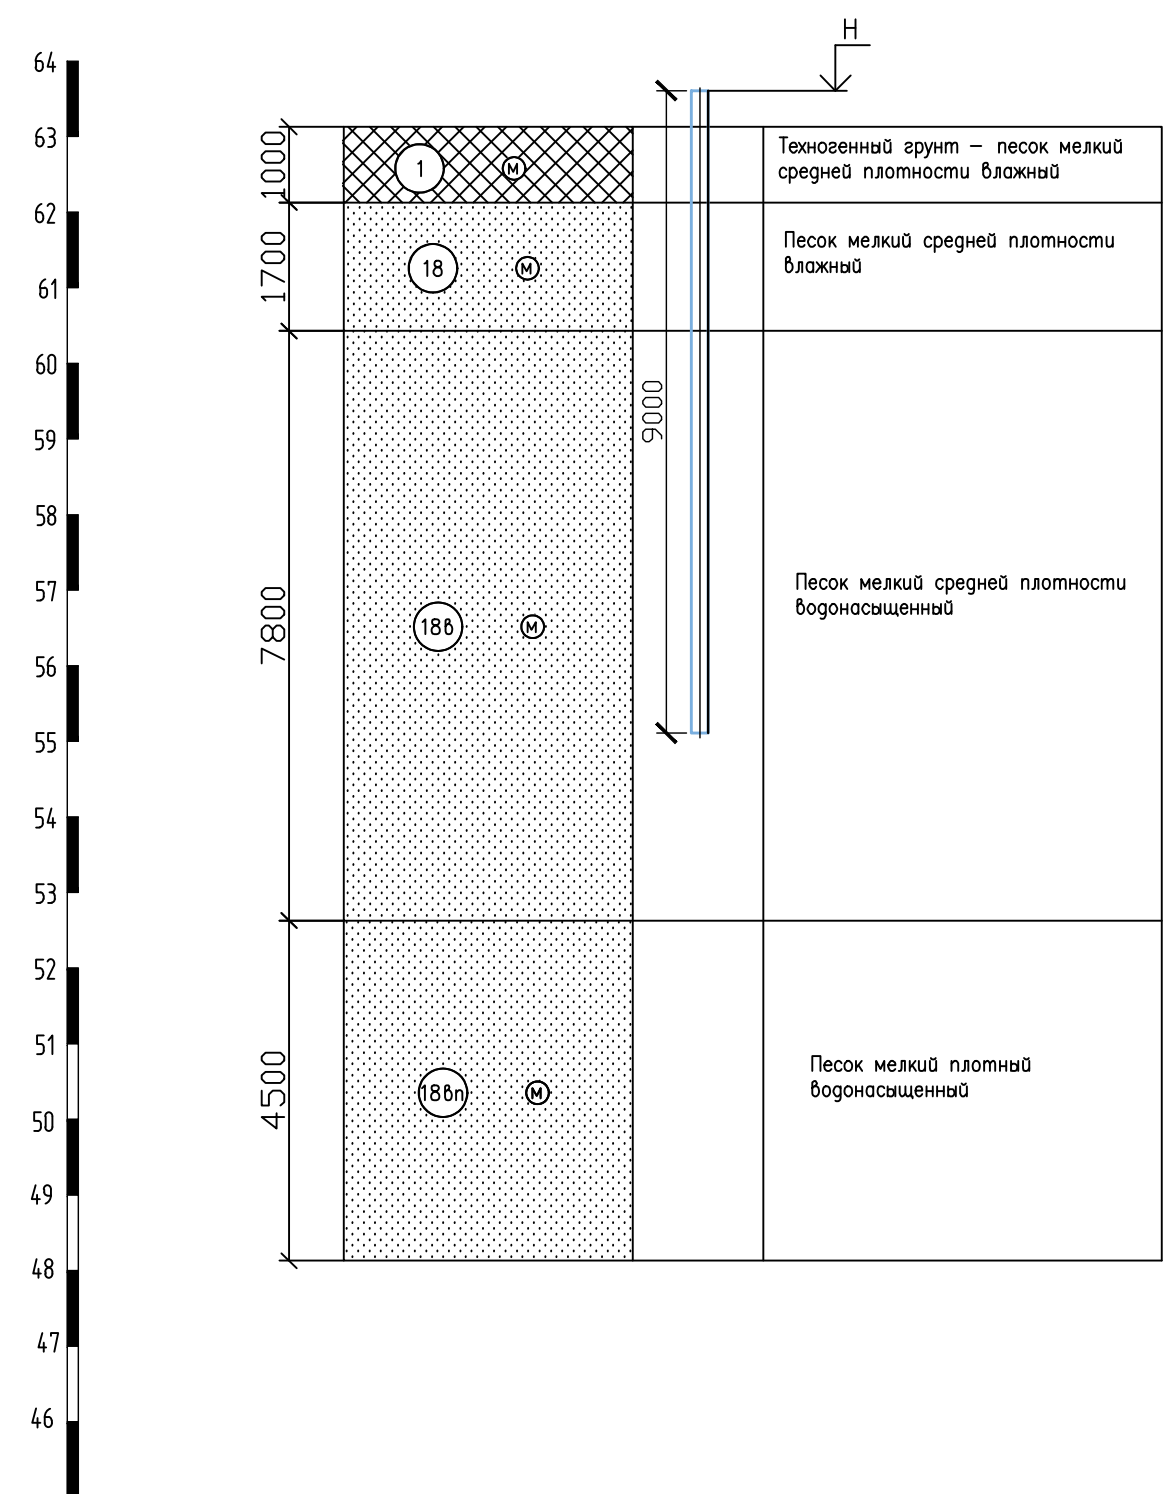 H
64
63
62
61
60
59
58
57
56
55
54
53
52
51
50
49
48
47
46
1000
1700
7800
4500
9000
1 М
18 М
18в М
18вп М
Техногенный грунт – песок мелкий
средней плотности влажный
Песок мелкий средней плотности
влажный
Песок мелкий средней плотности
водонасыщенный
Песок мелкий плотный
водонасыщенный